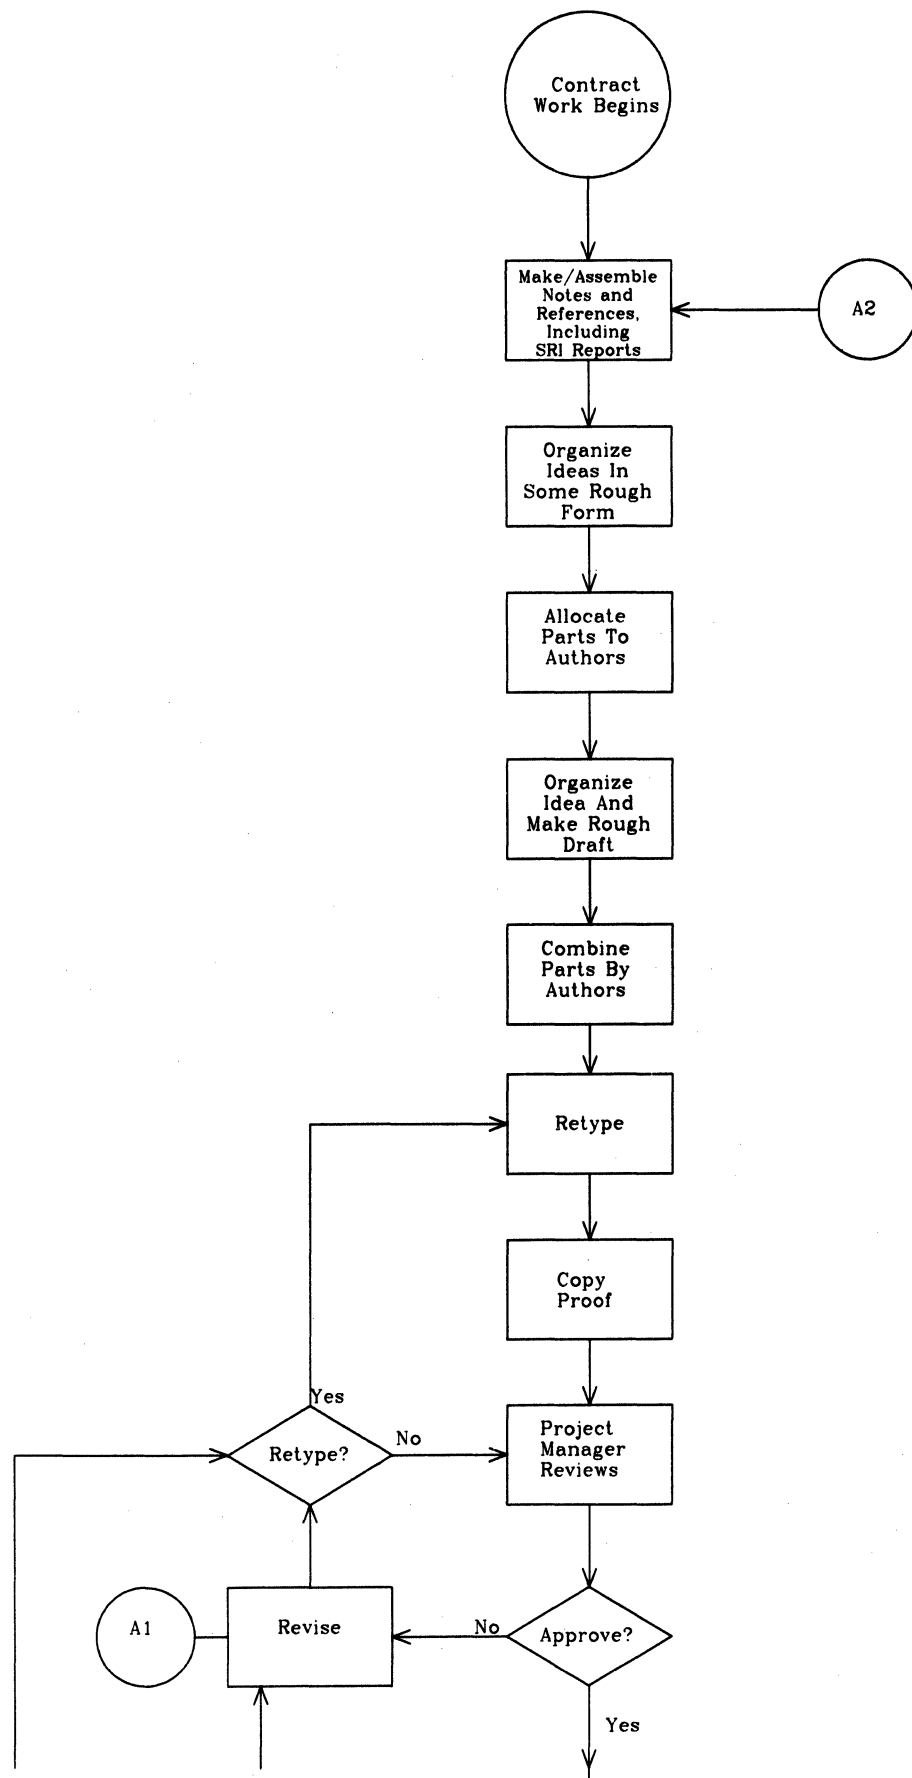 Contract
Work Begins
Make/Assemble
Notes and
References,
Including
SRI Reports
A2
Organize
Ideas In
Some Rough
Form
Allocate
Parts To
Authors
Organize
Idea And
Make Rough
Draft
Combine
Parts By
Authors
Retype
Copy
Proof
Yes
Retype?
No
Project
Manager
Reviews
A1
Revise
No
Approve?
Yes